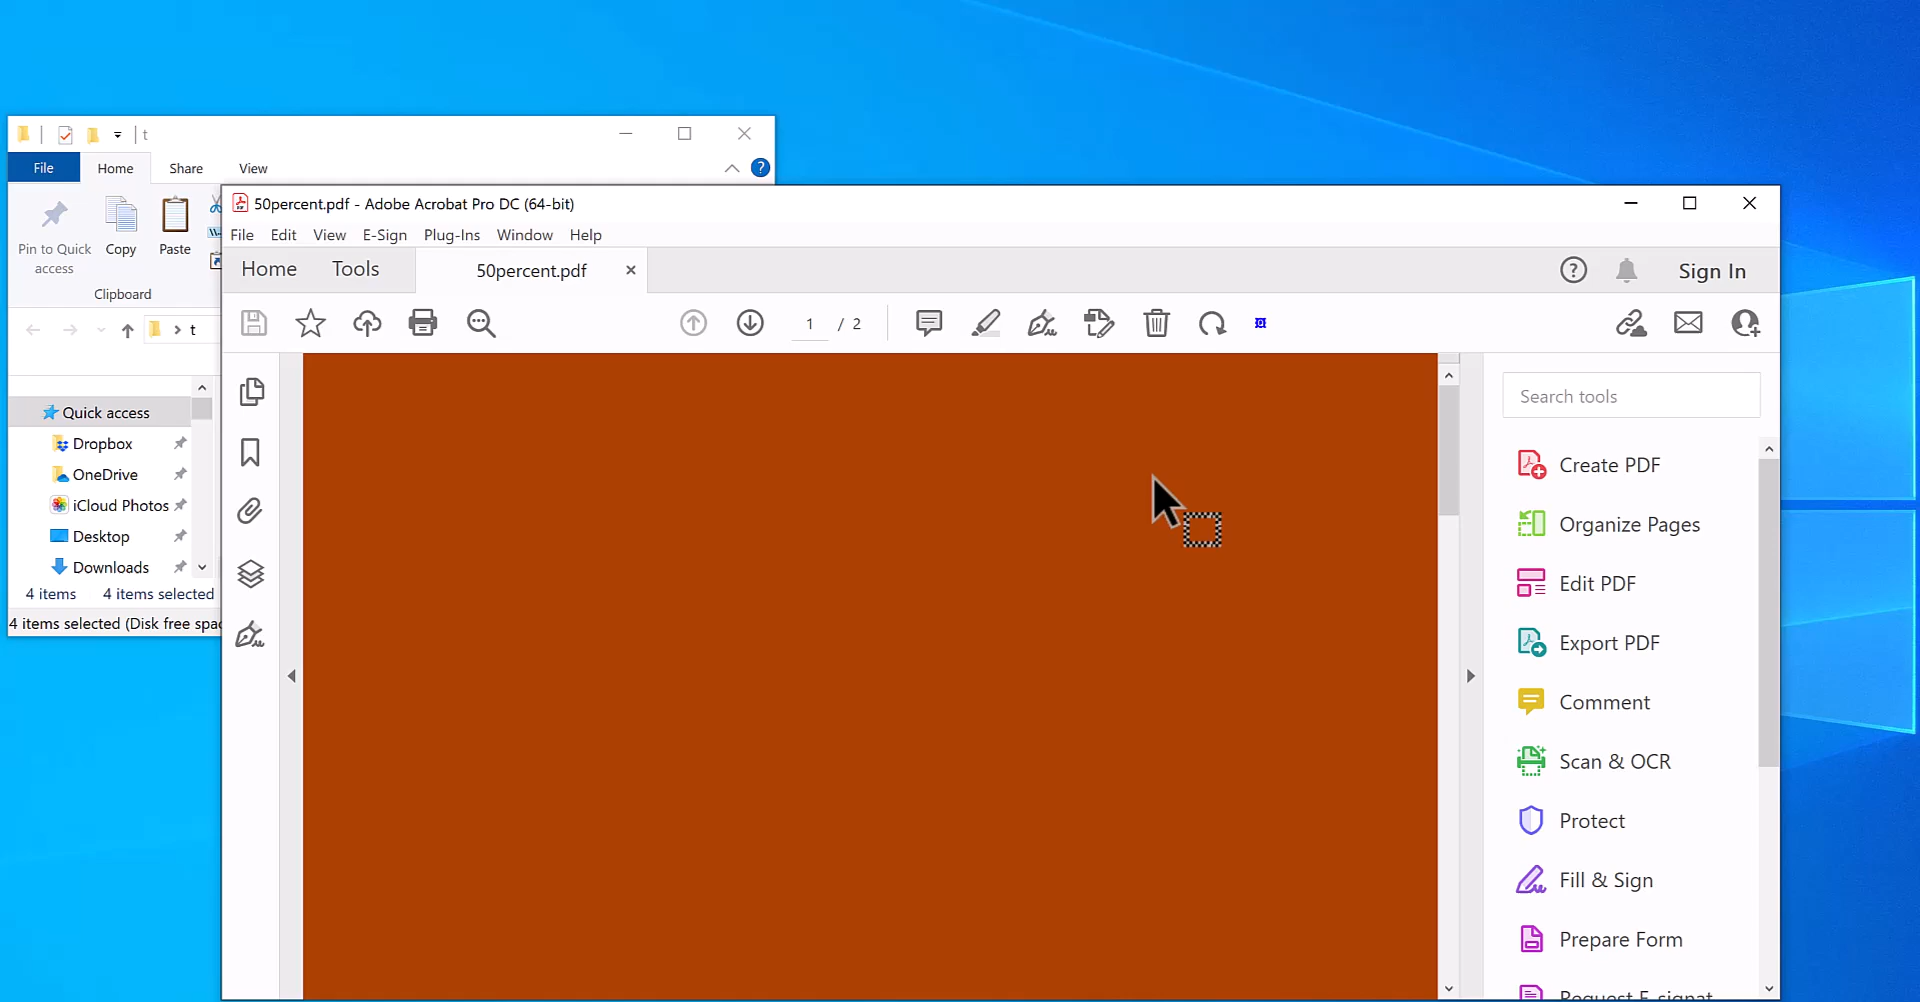 t
File Home Share View
Pin to Quick access
Copy
Paste
Clipboard
t
Quick access
Dropbox
OneDrive
iCloud Photos
Desktop
Downloads
4 items 4 items selected
4 items selected (Disk free spac
50percent.pdf - Adobe Acrobat Pro DC (64-bit)
File Edit View E-Sign Plug-Ins Window Help
Home Tools 50percent.pdf Sign In
1 / 2
Search tools
Create PDF
Organize Pages
Edit PDF
Export PDF
Comment
Scan & OCR
Protect
Fill & Sign
Prepare Form
Request E-signat